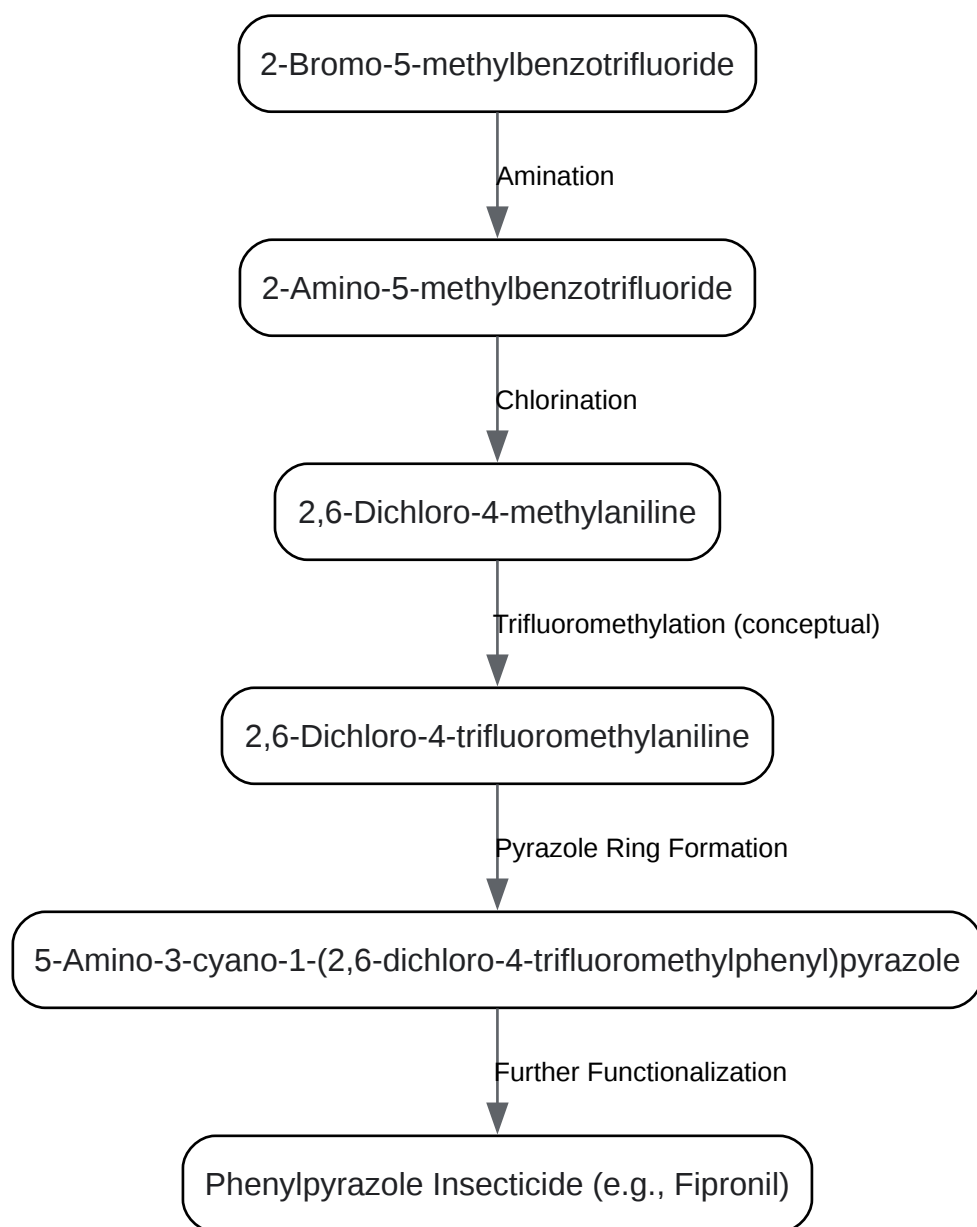 2-Bromo-5-methylbenzotrifluoride
Amination
2-Amino-5-methylbenzotrifluoride
Chlorination
2,6-Dichloro-4-methylaniline
Trifluoromethylation (conceptual)
2,6-Dichloro-4-trifluoromethylaniline
Pyrazole Ring Formation
5-Amino-3-cyano-1-(2,6-dichloro-4-trifluoromethylphenyl)pyrazole
Further Functionalization
Phenylpyrazole Insecticide (e.g., Fipronil)